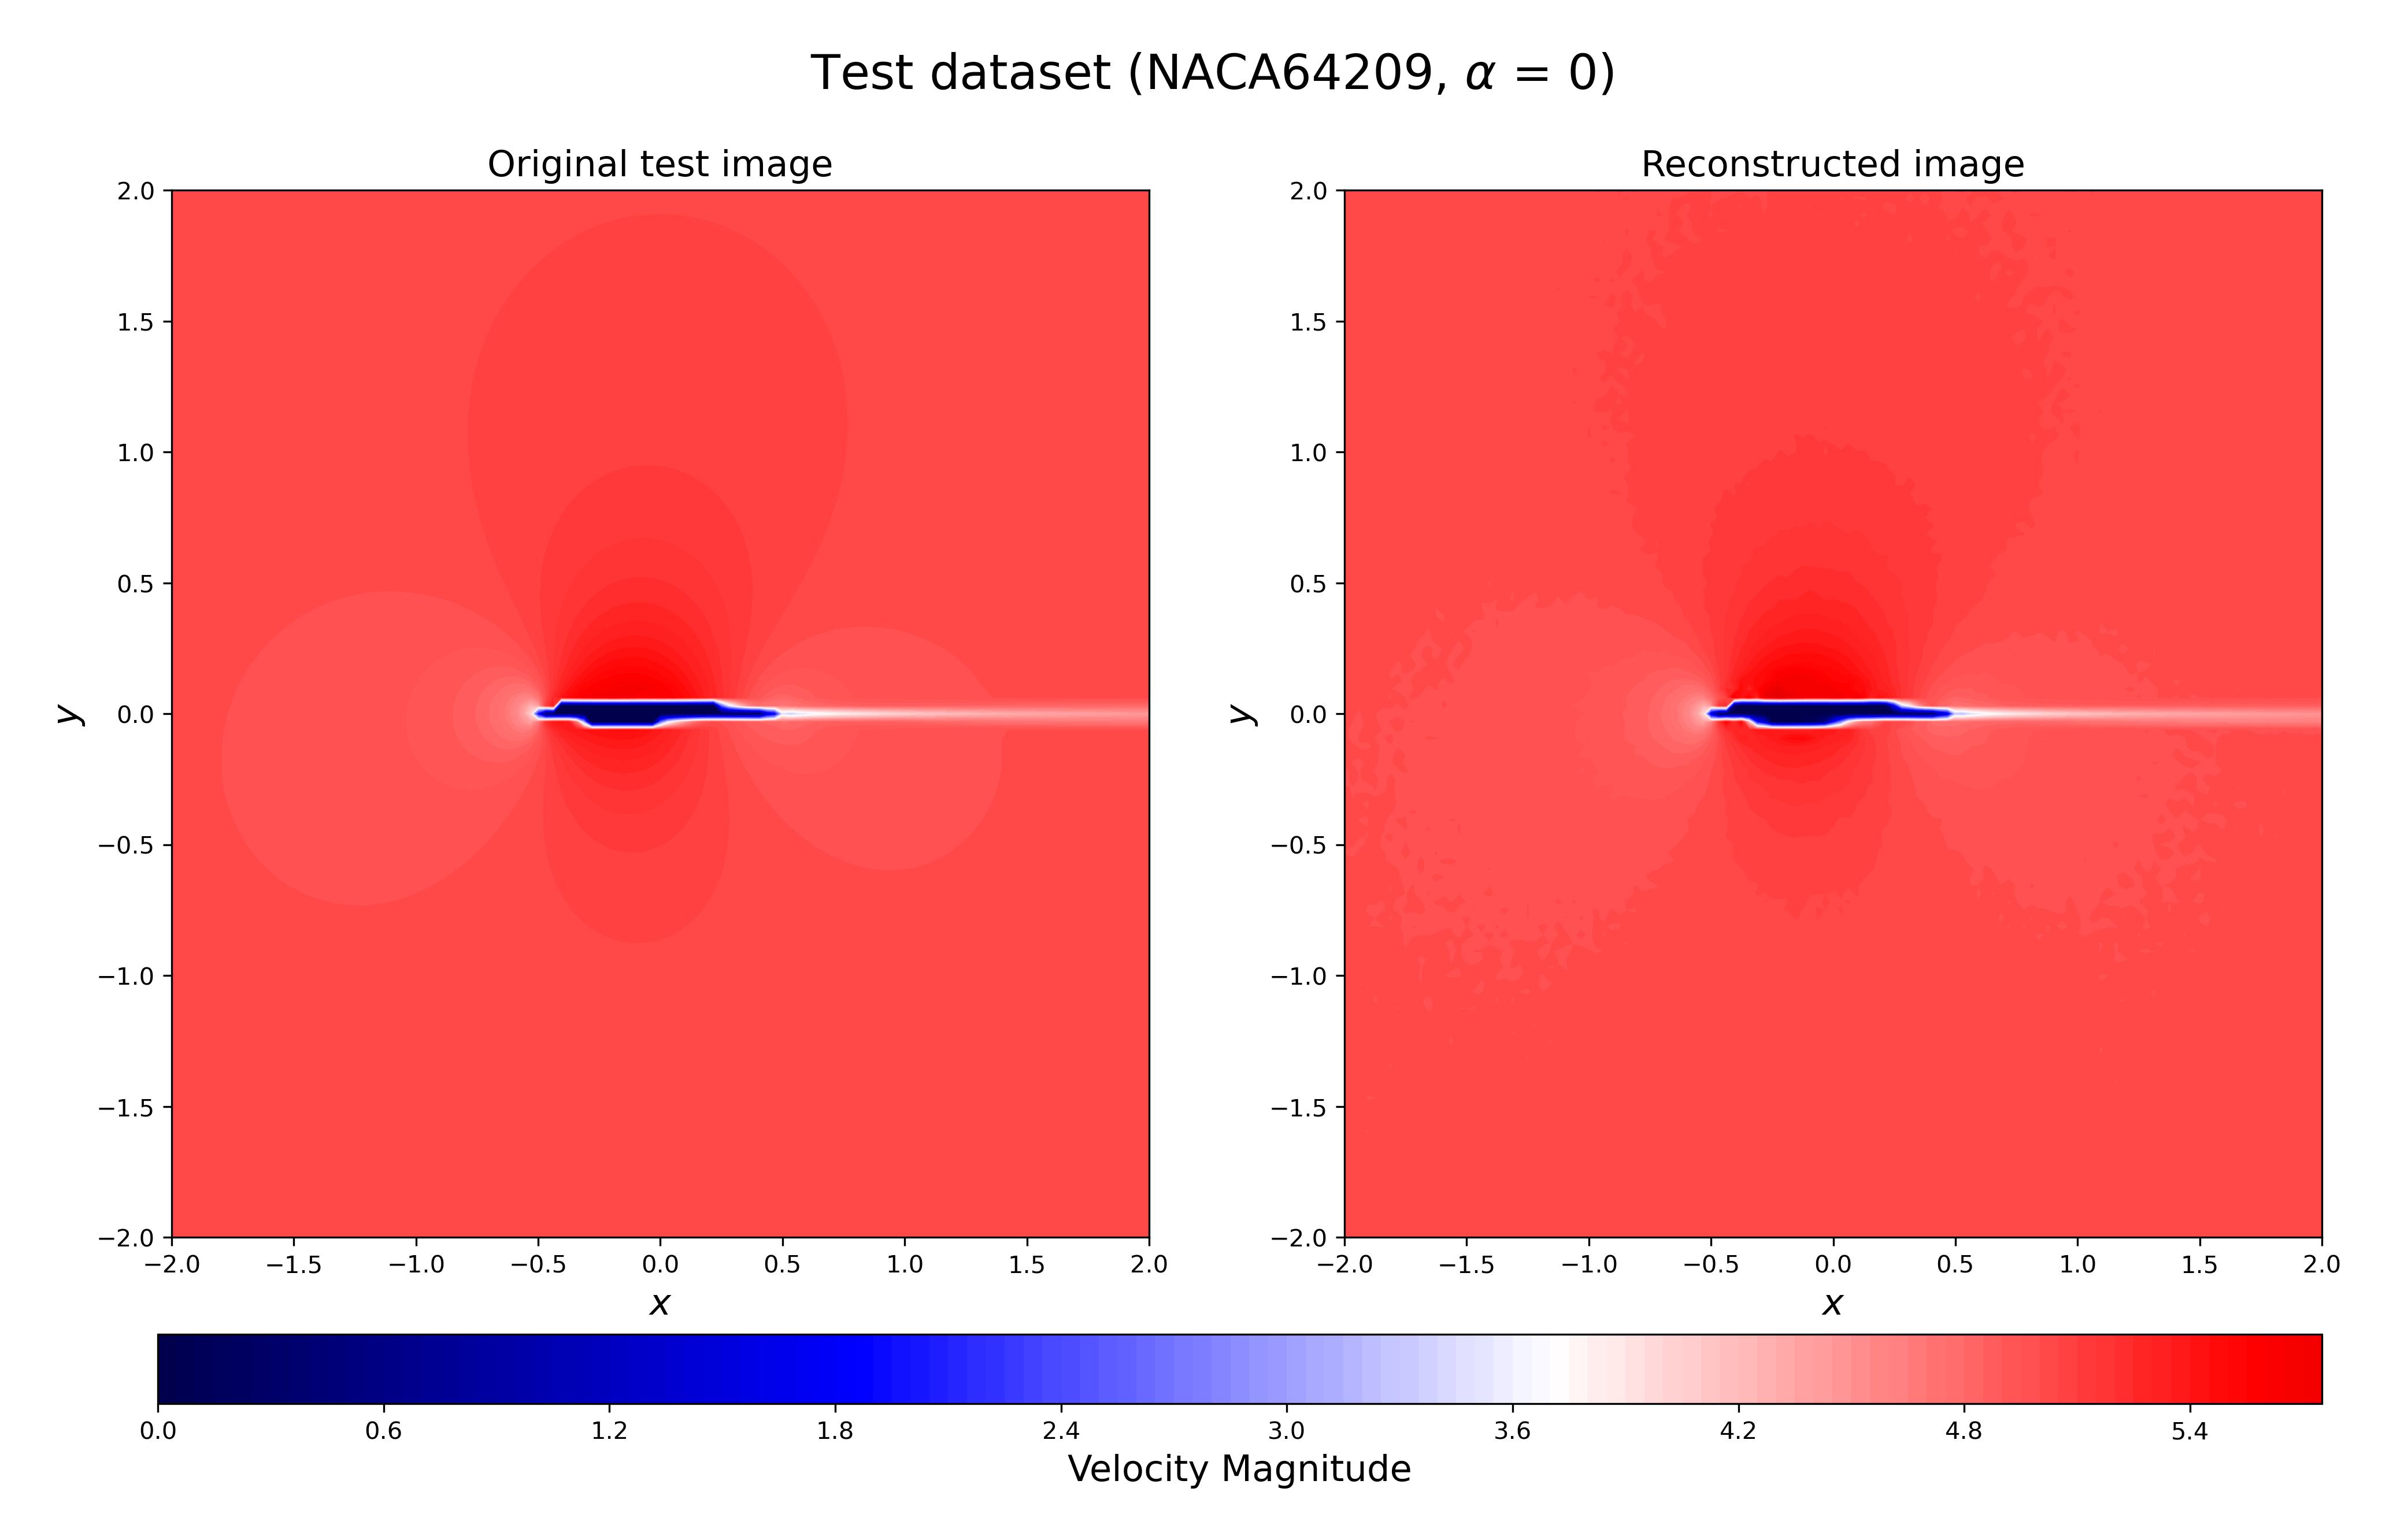 Test dataset (NACA64209, α = 0)
Original test image
2.0
1.5
1.0
0.5
0.0
−0.5
−1.0
−1.5
−2.0
y
−2.0 −1.5 −1.0 −0.5 0.0 0.5 1.0 1.5 2.0
x
Reconstructed image
2.0
1.5
1.0
0.5
0.0
−0.5
−1.0
−1.5
−2.0
y
−2.0 −1.5 −1.0 −0.5 0.0 0.5 1.0 1.5 2.0
x
0.0 0.6 1.2 1.8 2.4 3.0 3.6 4.2 4.8 5.4
Velocity Magnitude